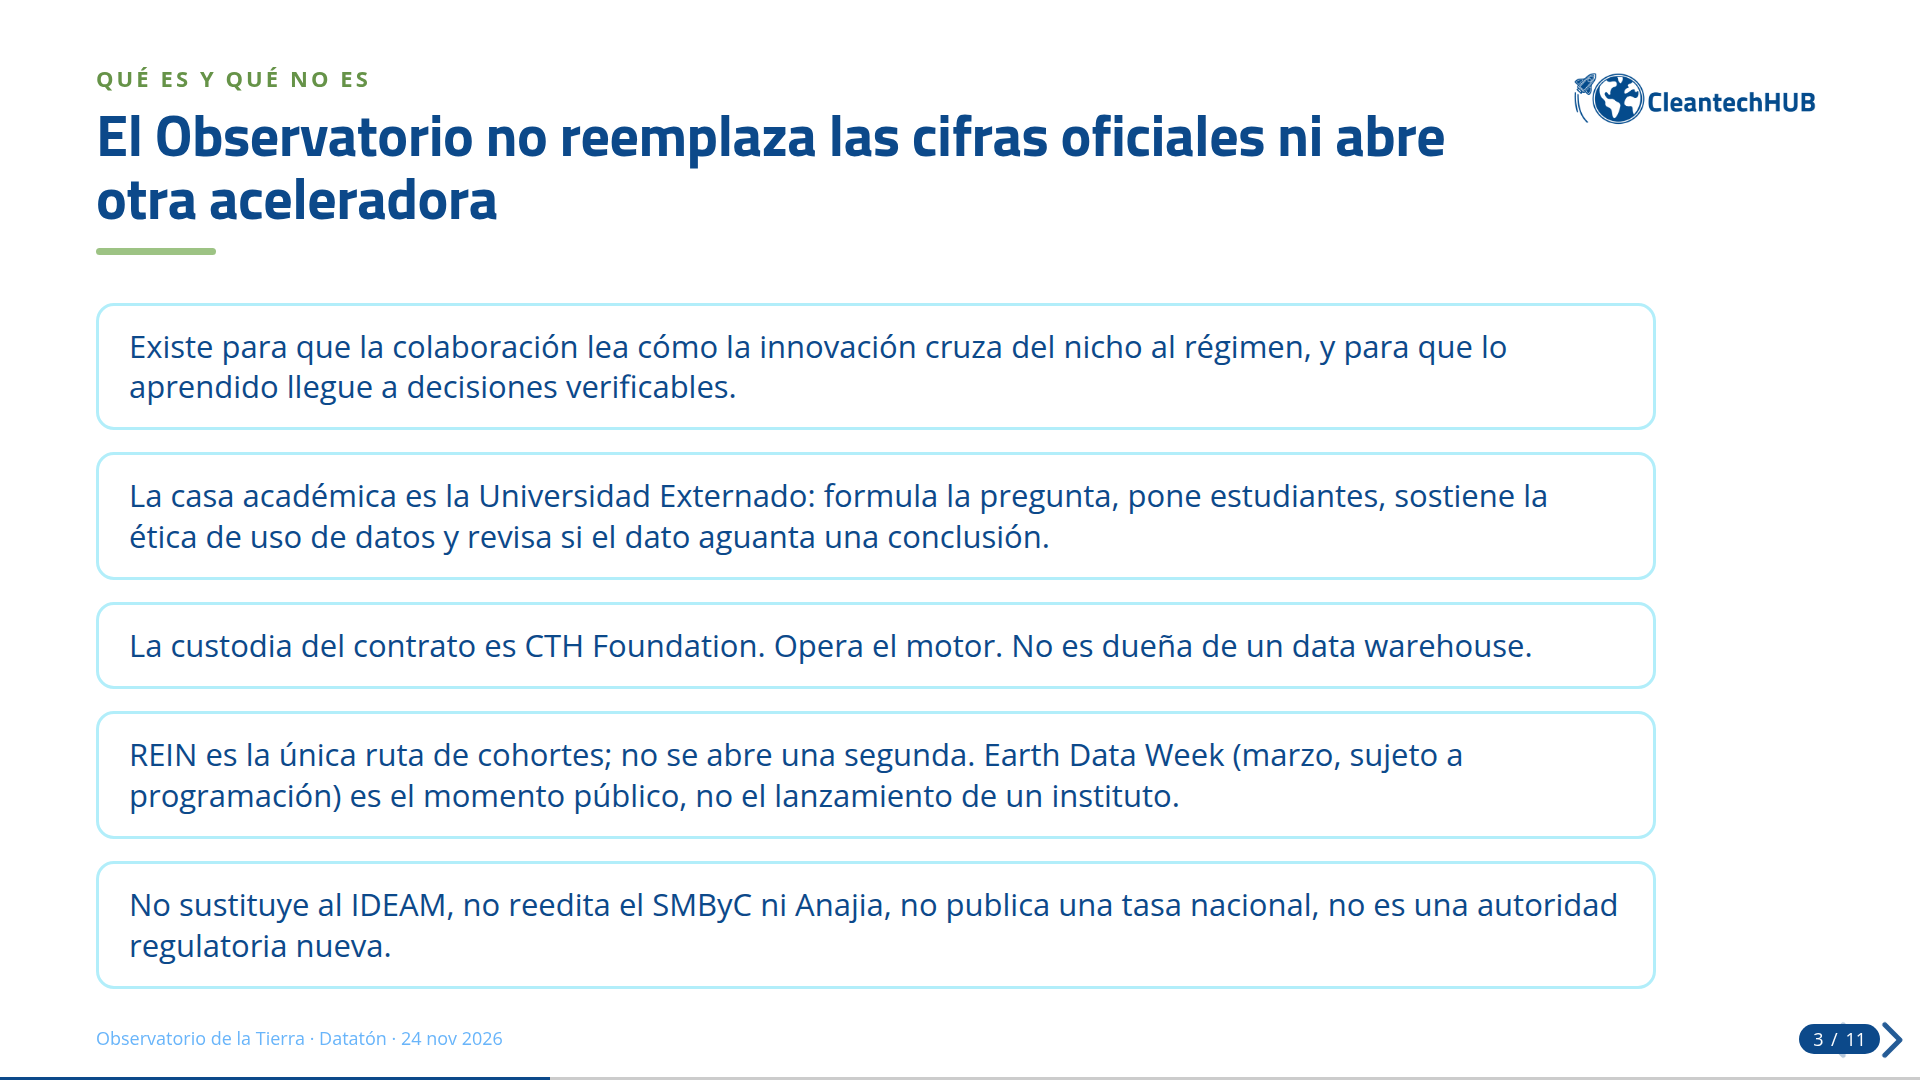 QUÉ ES Y QUÉ NO ES
El Observatorio no reemplaza las cifras oficiales ni abre
otra aceleradora
CleantechHUB
Existe para que la colaboración lea cómo la innovación cruza del nicho al régimen, y para que lo
aprendido llegue a decisiones verificables.
La casa académica es la Universidad Externado: formula la pregunta, pone estudiantes, sostiene la
ética de uso de datos y revisa si el dato aguanta una conclusión.
La custodia del contrato es CTH Foundation. Opera el motor. No es dueña de un data warehouse.
REIN es la única ruta de cohortes; no se abre una segunda. Earth Data Week (marzo, sujeto a
programación) es el momento público, no el lanzamiento de un instituto.
No sustituye al IDEAM, no reedita el SMByC ni Anajia, no publica una tasa nacional, no es una autoridad
regulatoria nueva.
Observatorio de la Tierra · Datatón · 24 nov 2026
3 / 11